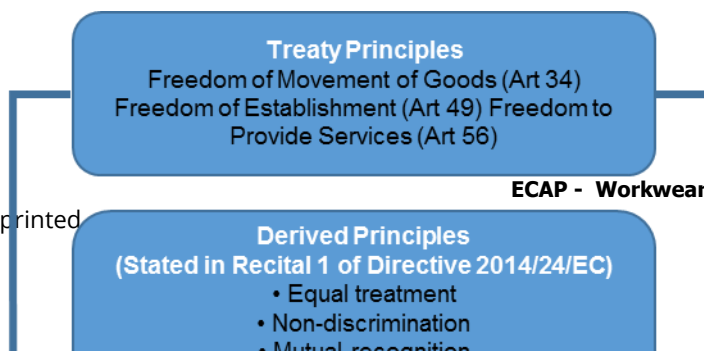 Treaty Principles
Freedom of Movement of Goods (Art 34)
Freedom of Establishment (Art 49) Freedom to
Provide Services (Art 56)
ECAP - Workwear
printed
Derived Principles
(Stated in Recital 1 of Directive 2014/24/EC)
• Equal treatment
• Non-discrimination
• Mutual recognition